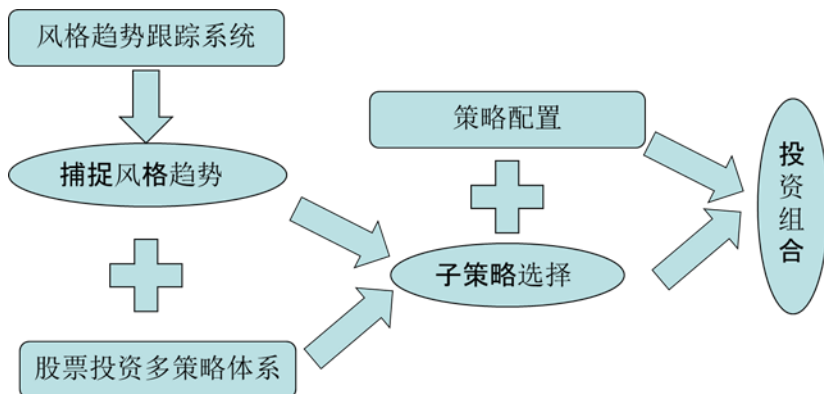 风格趋势跟踪系统
策略配置
捕捉风格趋势
投资组合
子策略选择
股票投资多策略体系